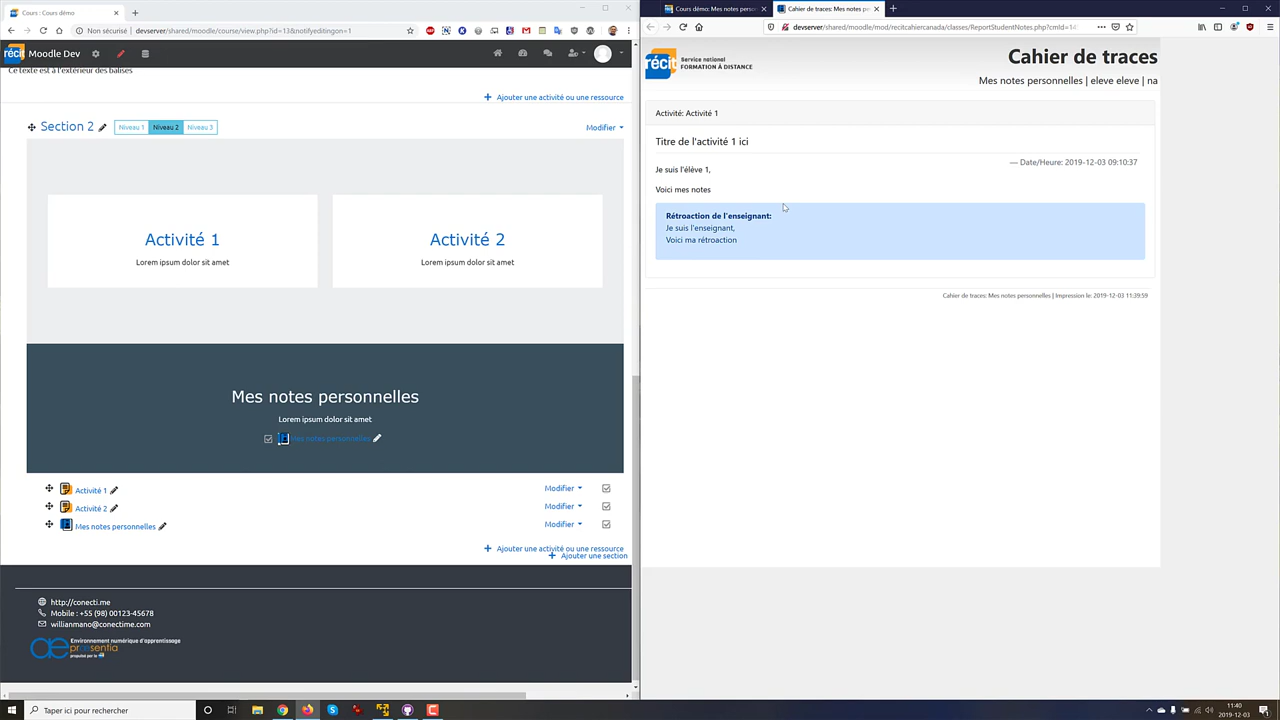 Cours : Cours démo
Non sécurisé
devserver/shared/moodle/course/view.php?id=13&notifyeditingon=1
récit Moodle Dev
Ce texte est à l'extérieur des balises
Ajouter une activité ou une ressource
Section 2
Niveau 1
Niveau 2
Niveau 3
Modifier
Activité 1
Lorem ipsum dolor sit amet
Activité 2
Lorem ipsum dolor sit amet
Mes notes personnelles
Lorem ipsum dolor sit amet
Mes notes personnelles
Activité 1
Modifier
Activité 2
Modifier
Mes notes personnelles
Modifier
Ajouter une activité ou une ressource
Ajouter une section
http://conecti.me
Mobile : +55 (98) 00123-45678
willianmano@conectime.com
Environnement numérique d'apprentissage
Cours démo: Mes notes person
Cahier de traces: Mes notes pe
devserver/shared/moodle/mod/recitcahiercanada/classes/ReportStudentNotes.php?cmId=14
récit
Service national
FORMATION À DISTANCE
Cahier de traces
Mes notes personnelles | eleve eleve | na
Activité: Activité 1
Titre de l'activité 1 ici
— Date/Heure: 2019-12-03 09:10:37
Je suis l'élève 1,
Voici mes notes
Rétroaction de l'enseignant:
Je suis l'enseignant,
Voici ma rétroaction
Cahier de traces: Mes notes personnelles | Impression le: 2019-12-03 11:39:59
Taper ici pour rechercher
11:40
2019-12-03